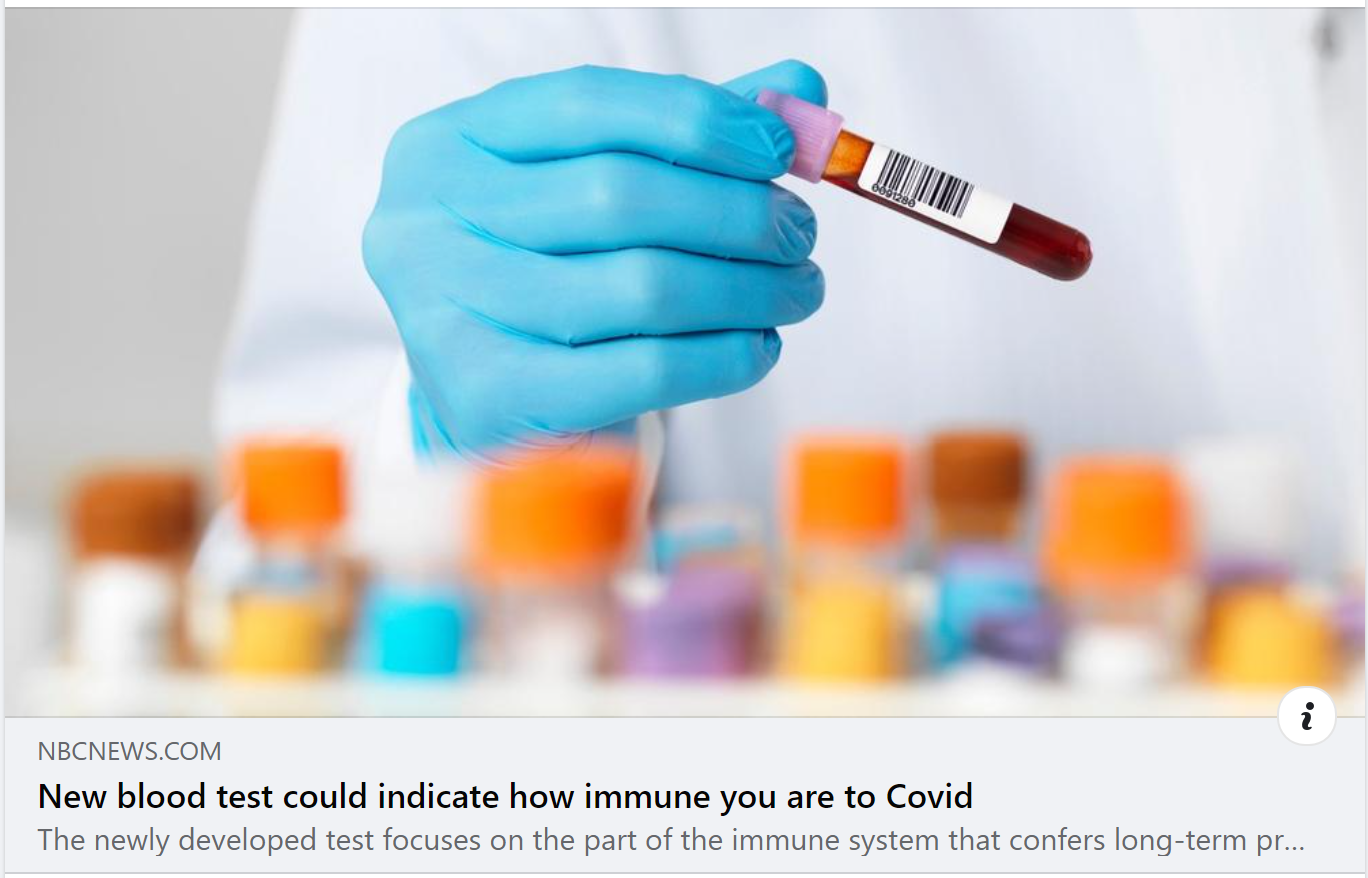 0091280
NBCNEWS.COM
New blood test could indicate how immune you are to Covid
The newly developed test focuses on the part of the immune system that confers long-term pr...